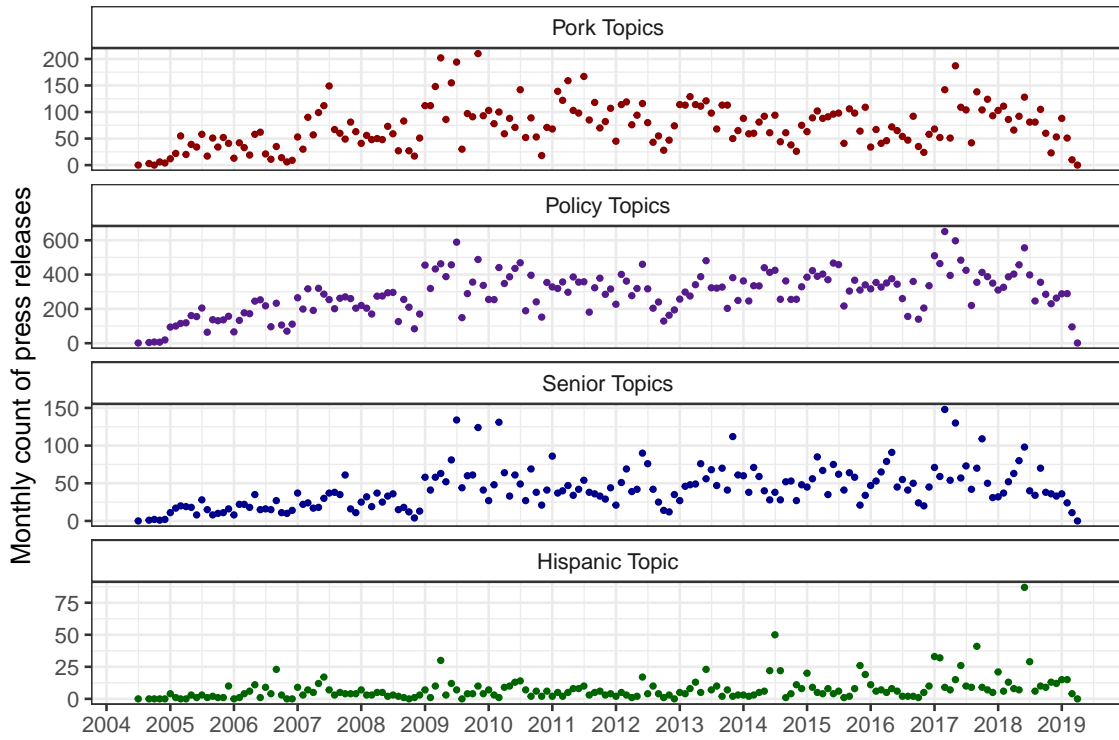 Pork Topics
200
150
100
50
0
Policy Topics
600
400
200
0
Senior Topics
150
100
50
0
Hispanic Topic
75
50
25
0
2004 2005 2006 2007 2008 2009 2010 2011 2012 2013 2014 2015 2016 2017 2018 2019
Monthly count of press releases